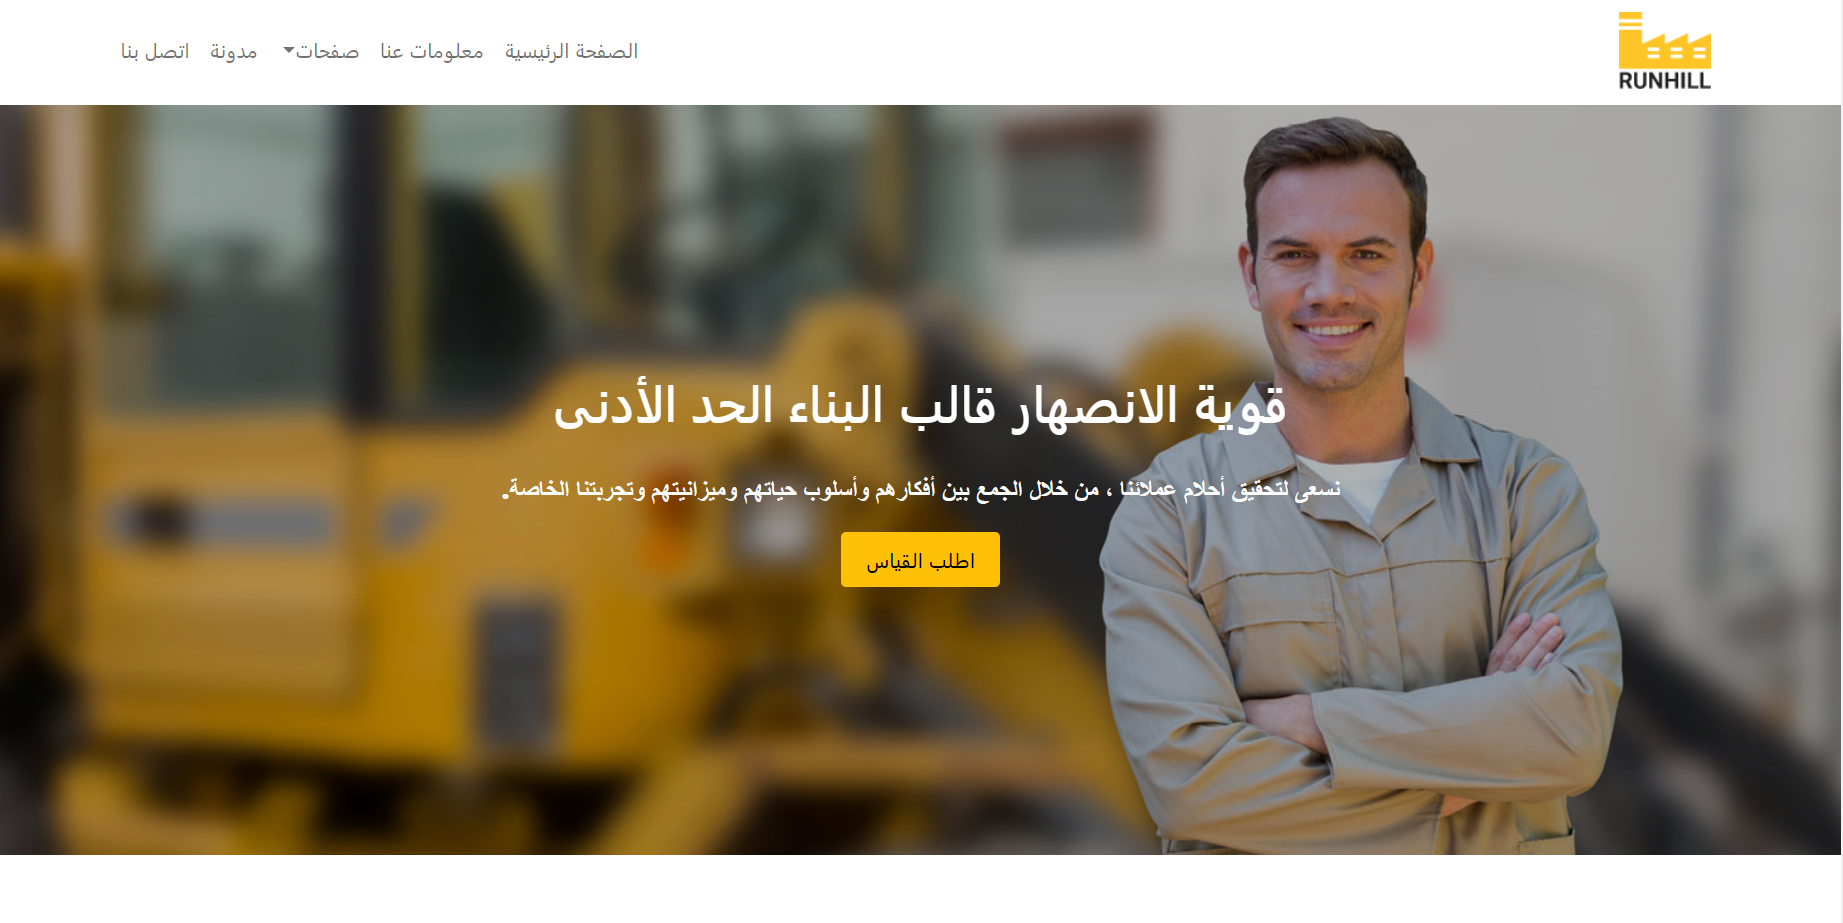 RUNHILL
الصفحة الرئيسية معلومات عنا صفحات مدونة اتصل بنا
قوية الانصهار قالب البناء الحد الأدنى
نسعى لتحقيق أحلام عملائنا ، من خلال الجمع بين أفكارهم وأسلوب حياتهم وميزانيتهم وتجربتنا الخاصة.
اطلب القياس